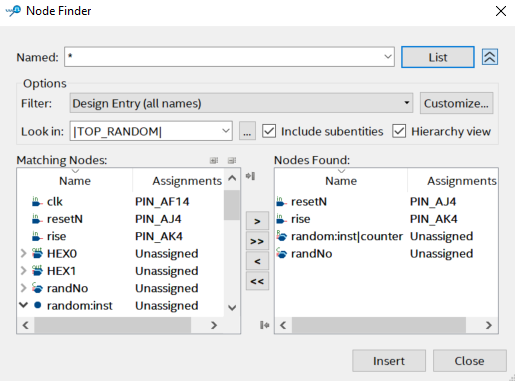 Node Finder
Named: * List
Options
Filter: Design Entry (all names) Customize...
Look in: |TOP_RANDOM| ... Include subentities Hierarchy view
Matching Nodes: Nodes Found:
Name Assignments Name Assignments
clk PIN_AF14 resetN PIN_AJ4
resetN PIN_AJ4 rise PIN_AK4
rise PIN_AK4 random:inst|counter Unassigned
HEX0 Unassigned randNo Unassigned
HEX1 Unassigned
randNo Unassigned
random:inst Unassigned
>
>>
<
<<
Insert Close